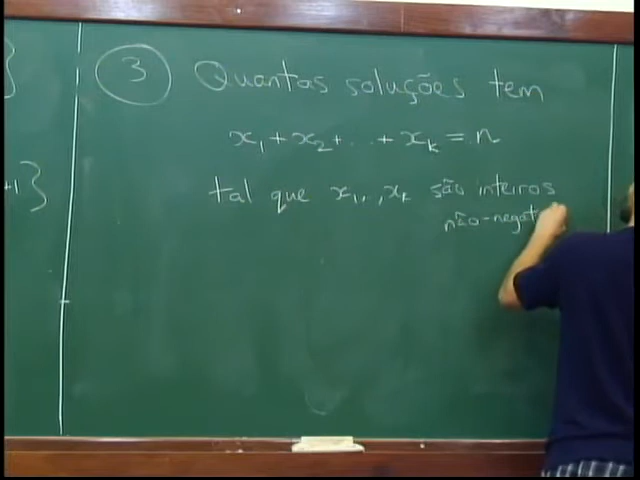 3 Quantas soluções tem
x₁ + x₂ + ... + xₖ = n
tal que x₁, .., xₖ são inteiros
não-negat